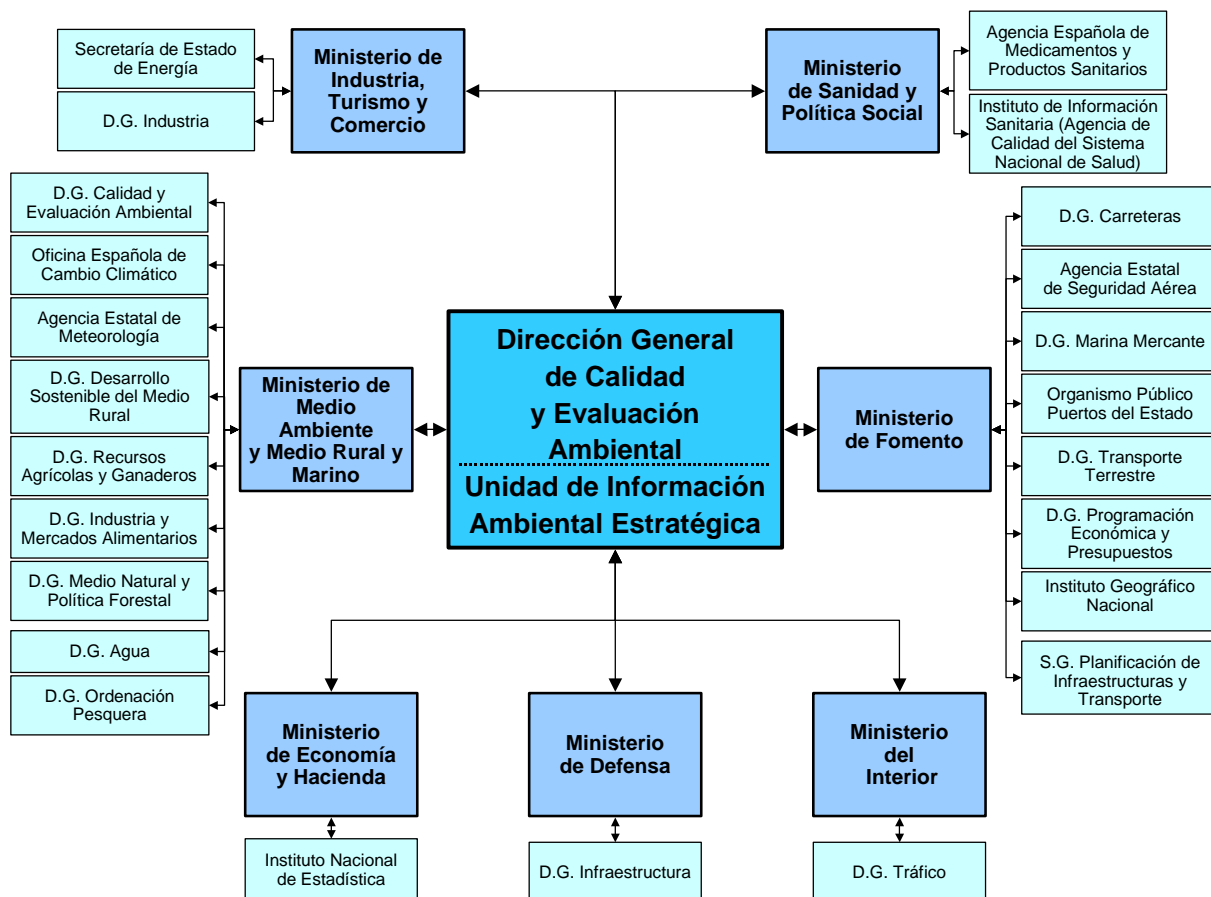 Secretaría de Estado
de Energía
D.G. Industria
Ministerio de
Industria,
Turismo y
Comercio
Ministerio
de Sanidad y
Política Social
Agencia Española de
Medicamentos y
Productos Sanitarios
Instituto de Información
Sanitaria (Agencia de
Calidad del Sistema
Nacional de Salud)
D.G. Calidad y
Evaluación Ambiental
Oficina Española de
Cambio Climático
Agencia Estatal de
Meteorología
D.G. Desarrollo
Sostenible del Medio
Rural
D.G. Recursos
Agrícolas y Ganaderos
D.G. Industria y
Mercados Alimentarios
D.G. Medio Natural y
Política Forestal
D.G. Agua
D.G. Ordenación
Pesquera
Ministerio de
Medio
Ambiente
y Medio Rural y
Marino
Dirección General
de Calidad
y Evaluación
Ambiental
Unidad de Información
Ambiental Estratégica
Ministerio
de Fomento
D.G. Carreteras
Agencia Estatal
de Seguridad Aérea
D.G. Marina Mercante
Organismo Público
Puertos del Estado
D.G. Transporte
Terrestre
D.G. Programación
Económica y
Presupuestos
Instituto Geográfico
Nacional
S.G. Planificación de
Infraestructuras y
Transporte
Ministerio
de Economía
y Hacienda
Ministerio
de Defensa
Ministerio
del
Interior
Instituto Nacional
de Estadística
D.G. Infraestructura
D.G. Tráfico